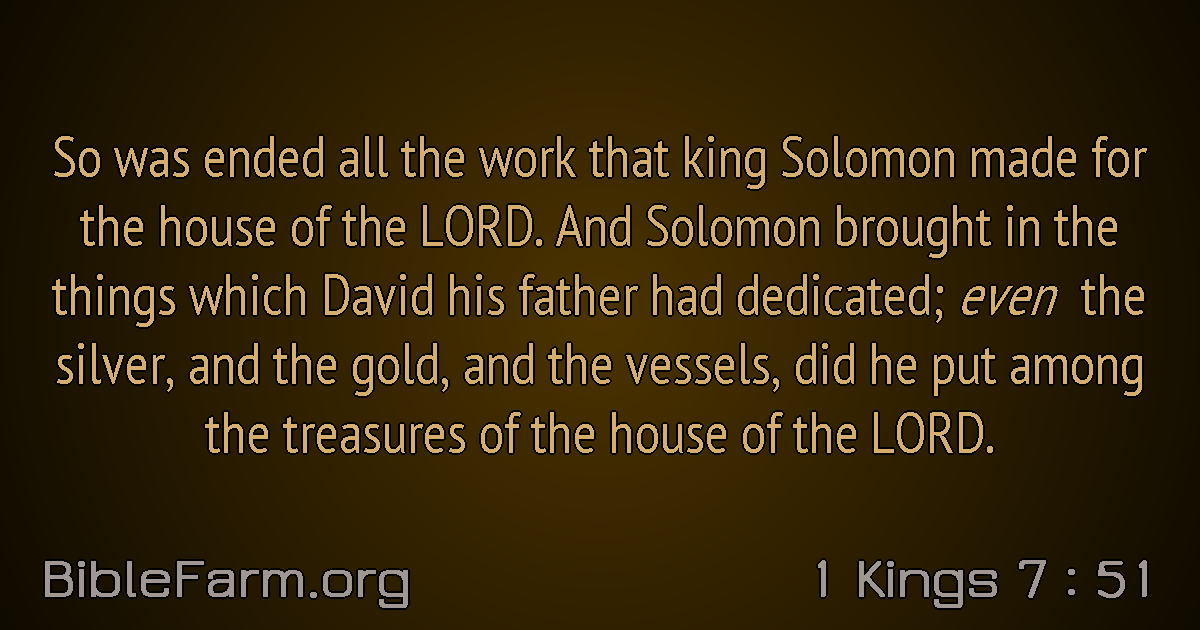 So was ended all the work that king Solomon made for
the house of the LORD. And Solomon brought in the
things which David his father had dedicated; even the
silver, and the gold, and the vessels, did he put among
the treasures of the house of the LORD.
BibleFarm.org
1 Kings 7 : 51